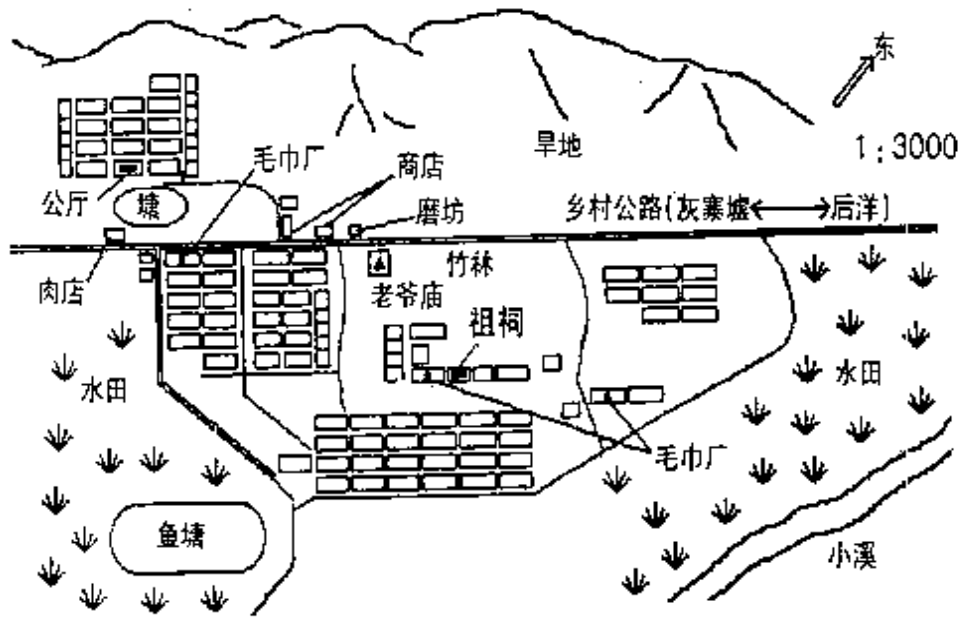 东
1:3000
毛巾厂
商店
旱地
公厅
塘
磨坊
乡村公路(灰寨墟⟷后洋)
肉店
竹林
老爷庙
祖祠
水田
水田
毛巾厂
鱼塘
小溪